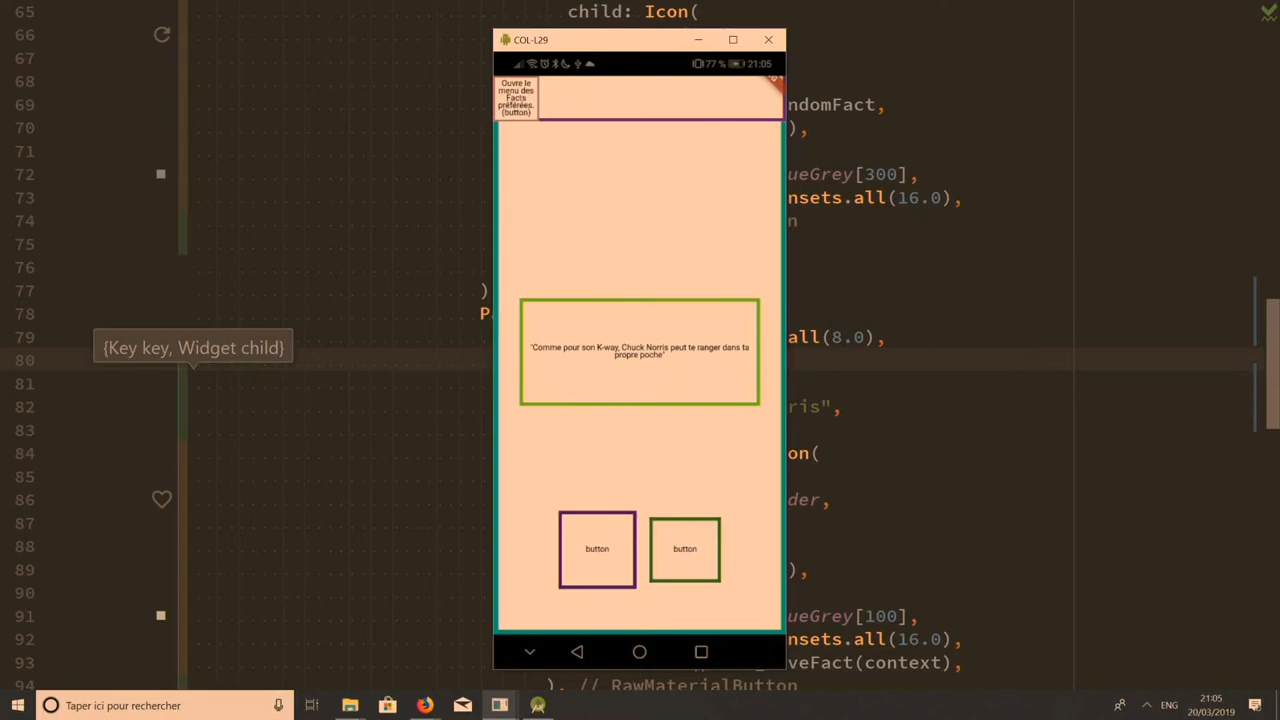 65
child: Icon(
66
COL-L29
67
77 %
21:05
68
Ouvre le
menu des
Facts
préférées.
(button)
69
ndomFact,
70
),
71
72
ueGrey[300],
73
nsets.all(16.0),
74
n
75
76
77
)
78
79
all(8.0),
{Key key, Widget child}
"Comme pour son K-way, Chuck Norris peut te ranger dans ta
propre poche"
80
81
82
ris",
83
84
on(
85
86
der,
87
88
button
button
89
),
90
91
ueGrey[100],
92
nsets.all(16.0),
93
veFact(context),
94
), // RawMaterialButton
Taper ici pour rechercher
ENG
21:05
20/03/2019